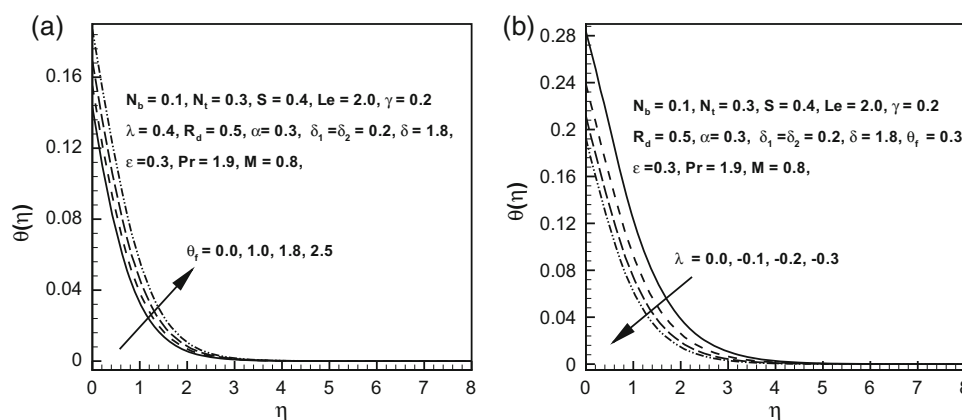 (a)
0.16
0.12
0.08
0.04
0
θ(η)
N_b = 0.1, N_t = 0.3, S = 0.4, Le = 2.0, γ = 0.2
λ = 0.4, R_d = 0.5, α= 0.3, δ_1 =δ_2 = 0.2, δ = 1.8,
ε =0.3, Pr = 1.9, M = 0.8,
θ_f = 0.0, 1.0, 1.8, 2.5
0 1 2 3 4 5 6 7 8
η
(b)
0.28
0.24
0.2
0.16
0.12
0.08
0.04
0
θ(η)
N_b = 0.1, N_t = 0.3, S = 0.4, Le = 2.0, γ = 0.2
R_d = 0.5, α= 0.3, δ_1=δ_2 = 0.2, δ = 1.8, θ_f = 0.3
ε=0.3, Pr = 1.9, M = 0.8,
λ = 0.0, -0.1, -0.2, -0.3
0 1 2 3 4 5 6 7 8
η